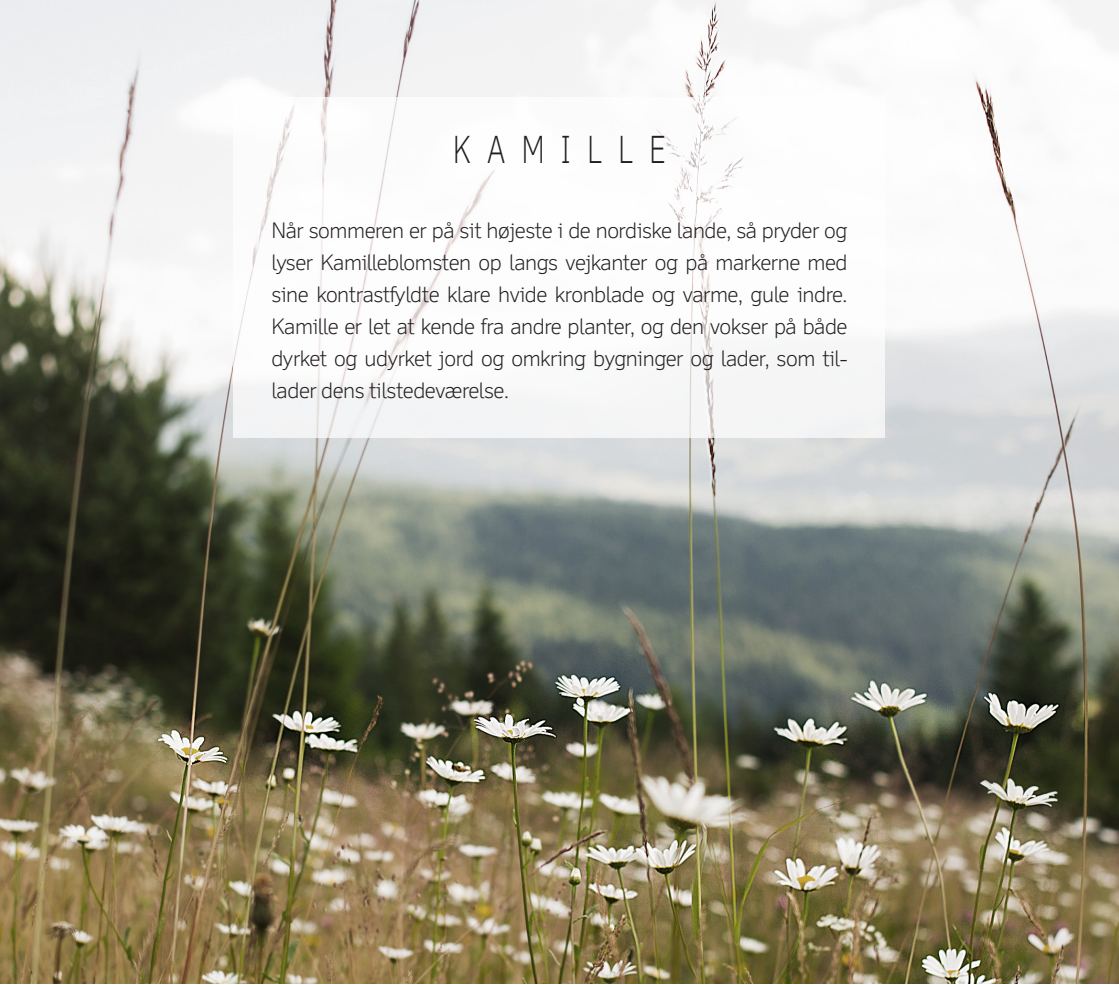 KAMILLE
Når sommeren er på sit højeste i de nordiske lande, så pryder og
lyser Kamilleblomsten op langs vejkanter og på markerne med
sine kontrastfyldte klare hvide kronblade og varme, gule indre.
Kamille er let at kende fra andre planter, og den vokser på både
dyrket og udyrket jord og omkring bygninger og lader, som til-
lader dens tilstedeværelse.